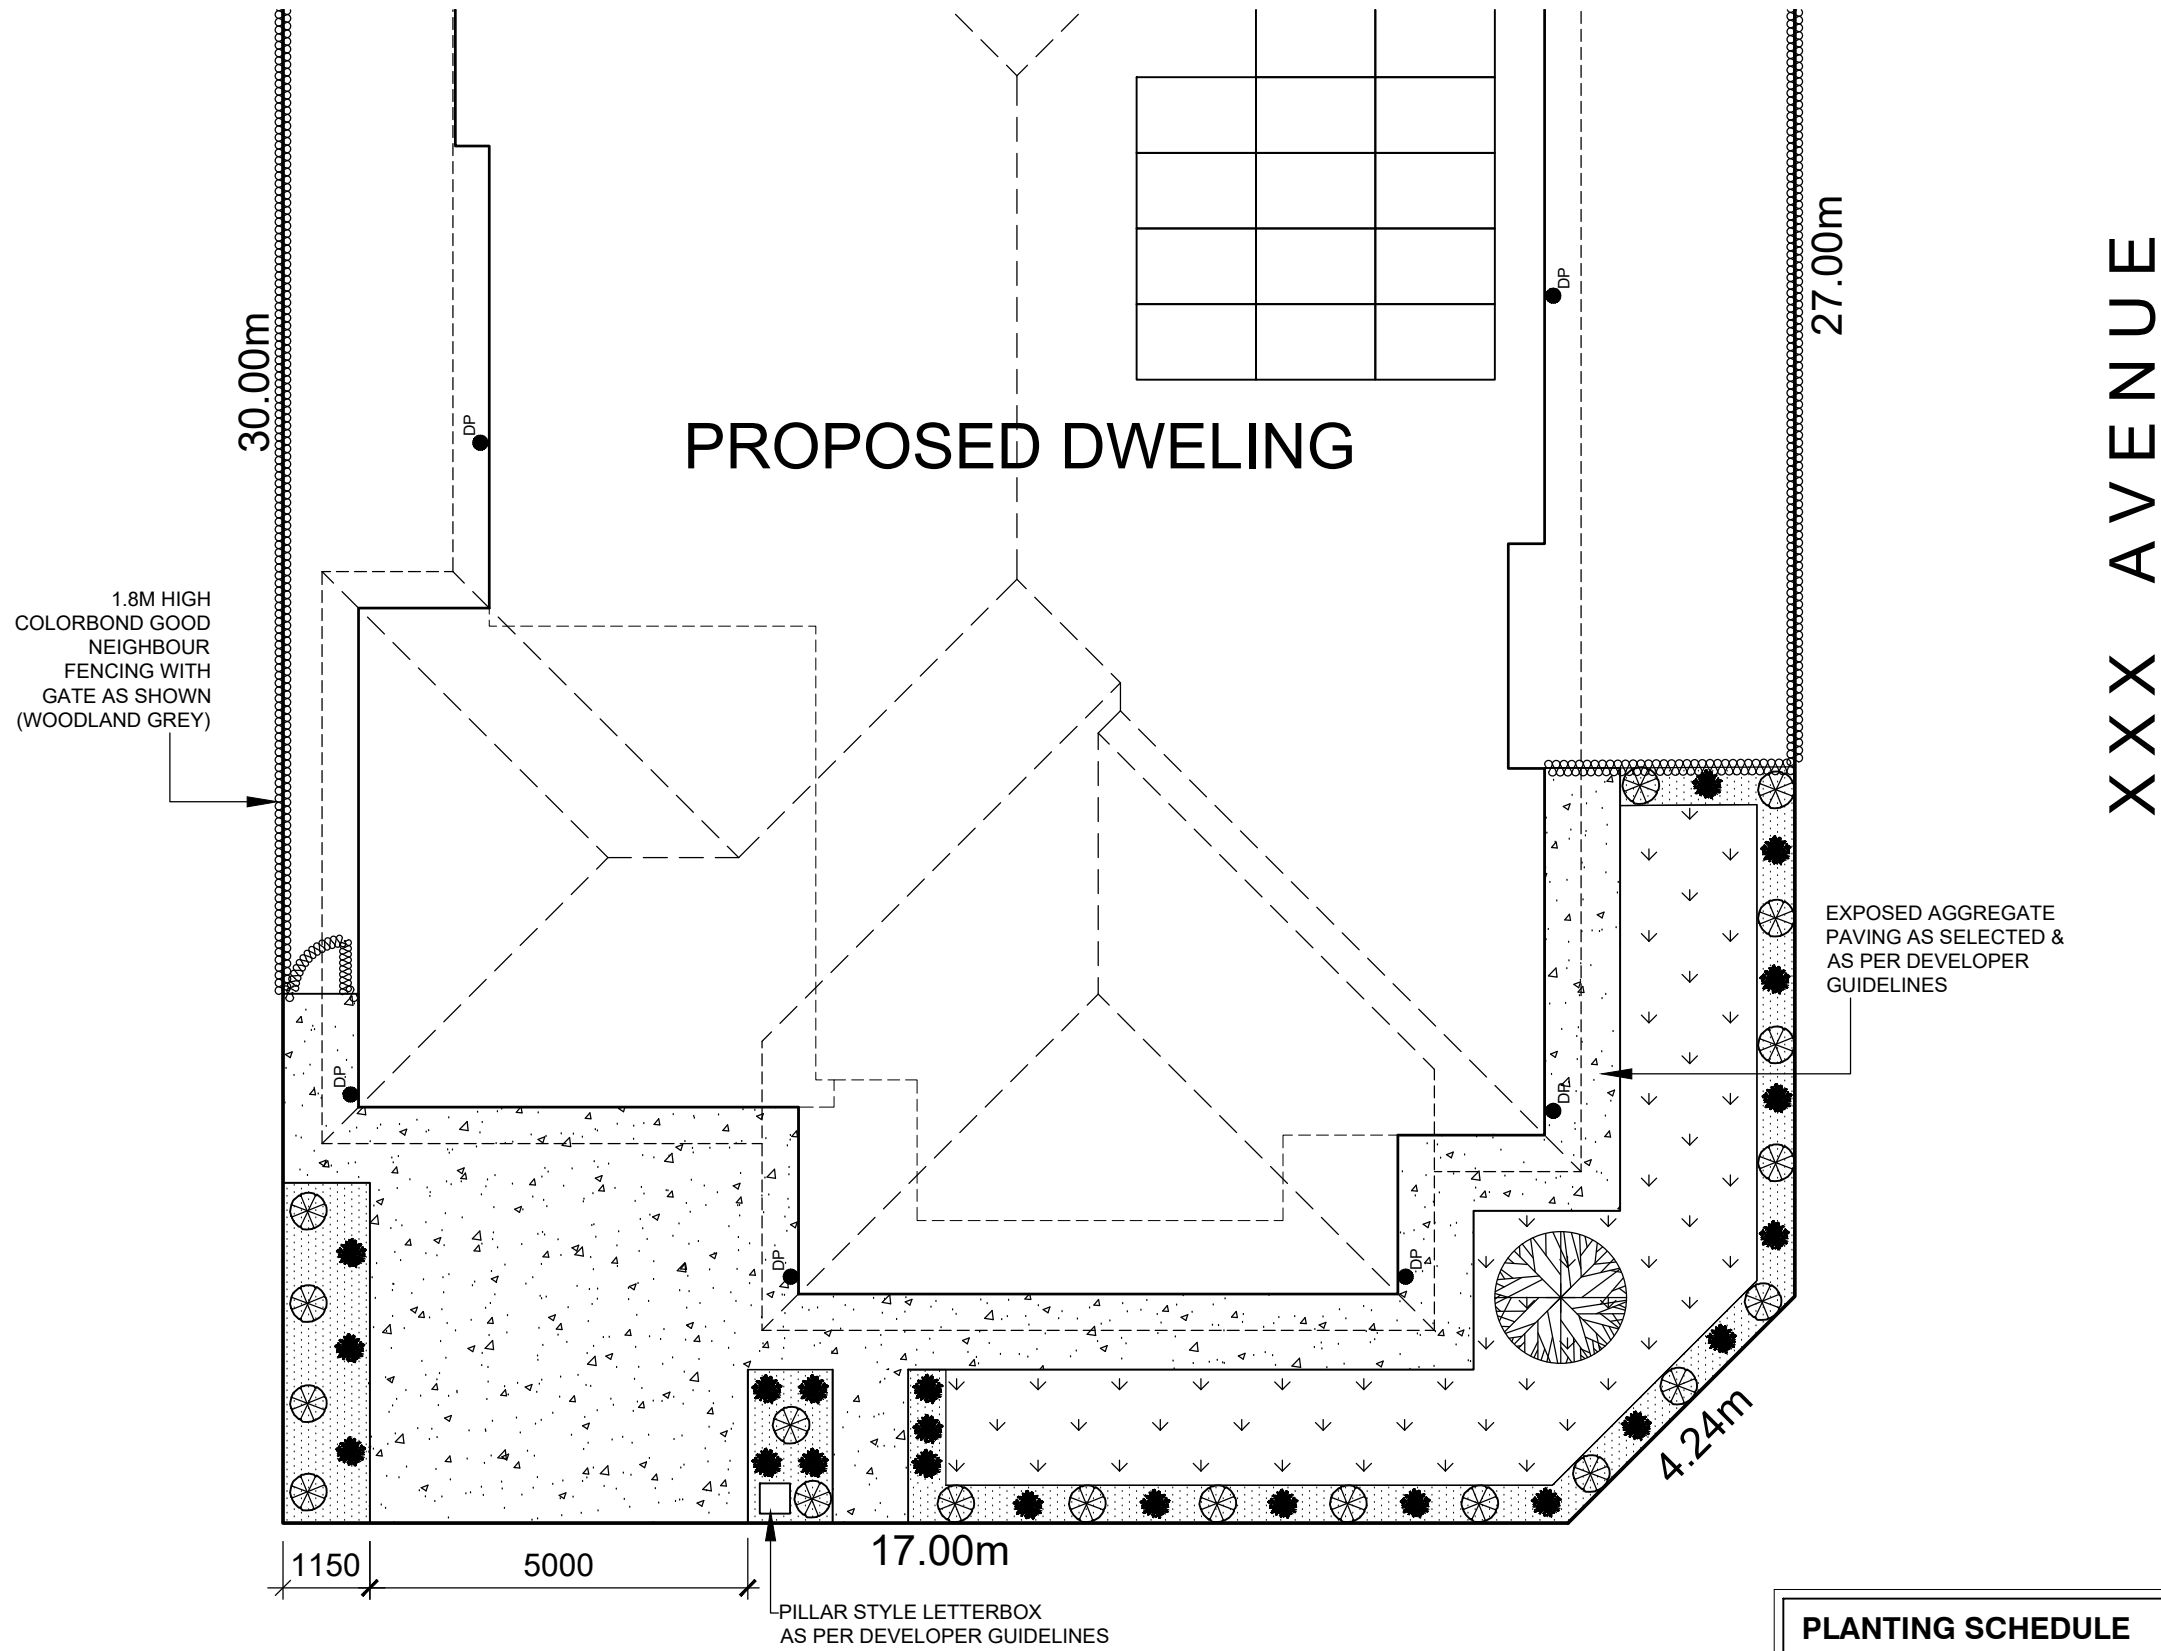 30.00m
27.00m
XXX AVENUE
DP
DP
PROPOSED DWELING
1.8M HIGH
COLORBOND GOOD
NEIGHBOUR
FENCING WITH
GATE AS SHOWN
(WOODLAND GREY)
EXPOSED AGGREGATE
PAVING AS SELECTED &
AS PER DEVELOPER
GUIDELINES
DP
DP
DP
DP
4.24m
17.00m
1150
5000
PILLAR STYLE LETTERBOX
AS PER DEVELOPER GUIDELINES
PLANTING SCHEDULE